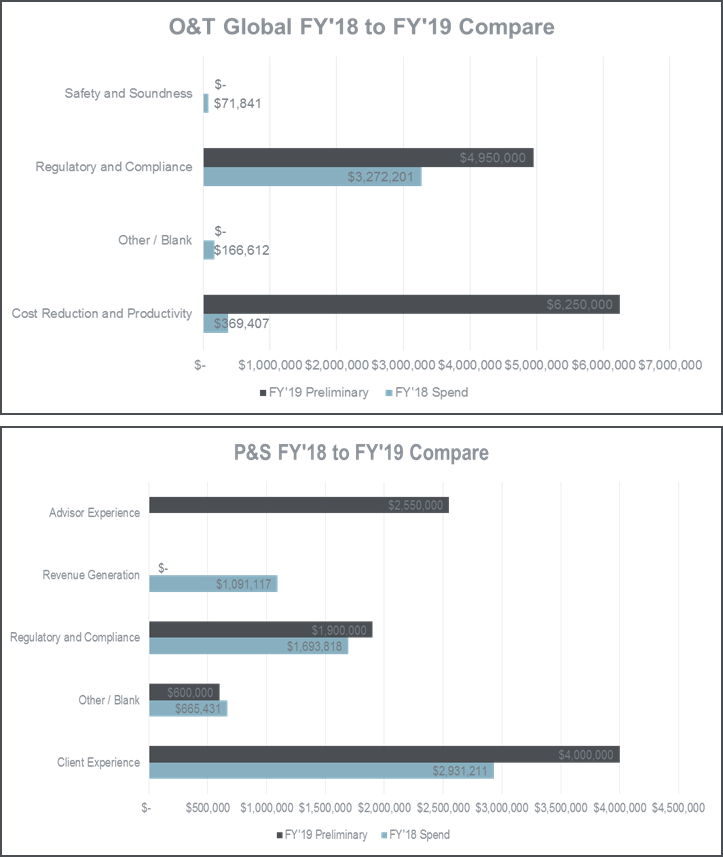 O&T Global FY'18 to FY'19 Compare
Safety and Soundness
$-
$71,841
Regulatory and Compliance
$4,950,000
$3,272,201
Other / Blank
$-
$166,612
Cost Reduction and Productivity
$6,250,000
$369,407
$- $1,000,000 $2,000,000 $3,000,000 $4,000,000 $5,000,000 $6,000,000 $7,000,000
FY'19 Preliminary FY'18 Spend
P&S FY'18 to FY'19 Compare
Advisor Experience
$2,550,000
Revenue Generation
$-
$1,091,117
Regulatory and Compliance
$1,900,000
$1,693,818
Other / Blank
$600,000
$665,431
Client Experience
$4,000,000
$2,931,211
$- $500,000 $1,000,000 $1,500,000 $2,000,000 $2,500,000 $3,000,000 $3,500,000 $4,000,000 $4,500,000
FY'19 Preliminary FY'18 Spend